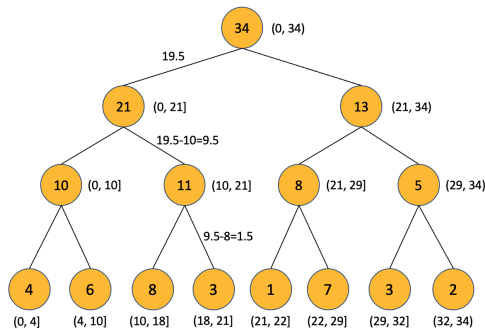 34 (0, 34)
19.5
21 (0, 21] 13 (21, 34)
19.5-10=9.5
10 (0, 10] 11 (10, 21] 8 (21, 29] 5 (29, 34)
9.5-8=1.5
4 6 8 3 1 7 3 2
(0, 4] (4, 10] (10, 18] (18, 21] (21, 22] (22, 29] (29, 32] (32, 34)